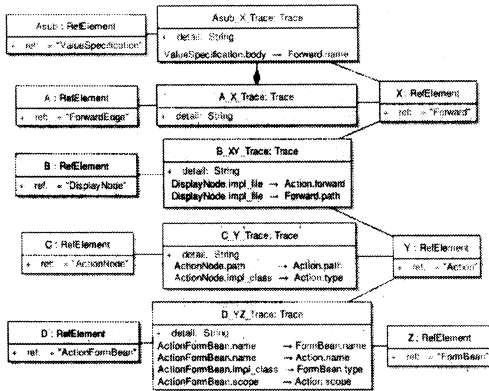 Asub_X_Trace: Trace
+ detail: String
ValueSpecification.body → Forward.name
Asub : RefElement
+ ref: = "ValueSpecification"
A : RefElement
+ ref: = "ForwardEdge"
A_X_Trace: Trace
+ detail: String
X : RefElement
+ ref: = "Forward"
B : RefElement
+ ref. = "DisplayNode"
B_XY_Trace: Trace
+ detail: String
DisplayNode.impl_file → Action.forward
DisplayNode.impl_file → Forward.path
C : RefElement
+ ref: = "ActionNode"
C_Y_Trace: Trace
+ detail: String
ActionNode.path → Action.path
ActionNode.impl_class → Action.type
Y : RefElement
+ ref: = "Action"
D : RefElement
+ ref: = "ActionFormBean"
D_YZ_Trace: Trace
+ detail: String
ActionFormBean.name → FormBean.name
ActionFormBean.name → Action.name
ActionFormBean.impl_class → FormBean.type
ActionFormBean.scope → Action.scope
Z : RefElement
+ ref: = "FormBean"